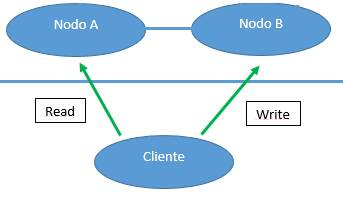 Nodo A
Nodo B
Read
Write
Cliente